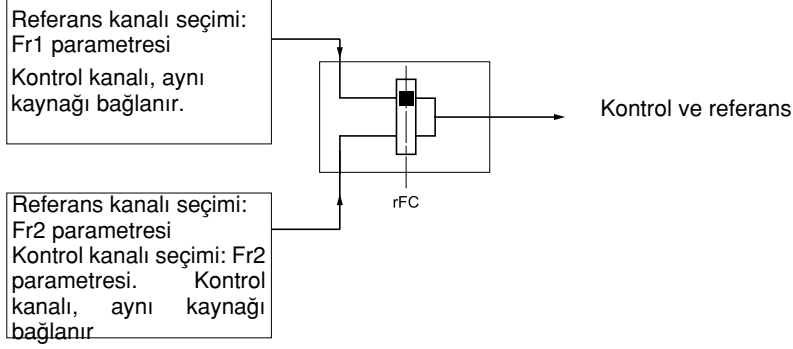 Referans kanalı seçimi:
Fr1 parametresi
Kontrol kanalı, aynı
kaynağı bağlanır.
Kontrol ve referans
rFC
Referans kanalı seçimi:
Fr2 parametresi
Kontrol kanalı seçimi: Fr2
parametresi. Kontrol
kanalı, aynı kaynağı
bağlanır